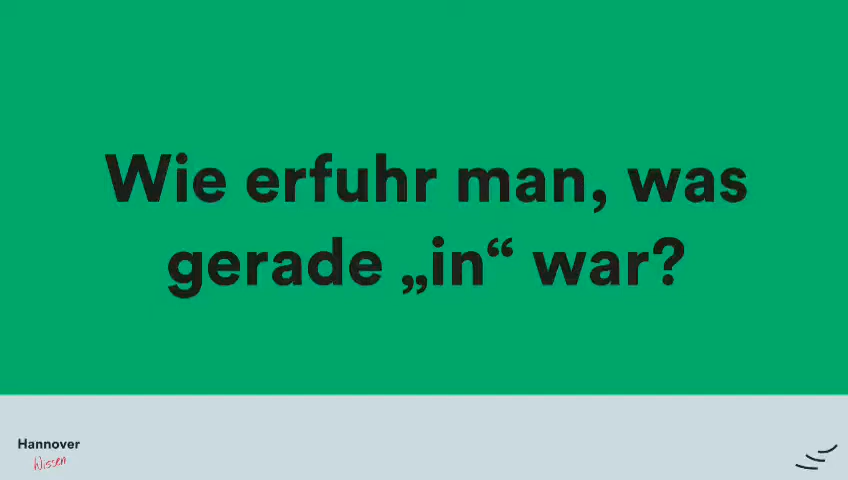 Wie erfuhr man, was
gerade „in“ war?
Hannover
Wissen